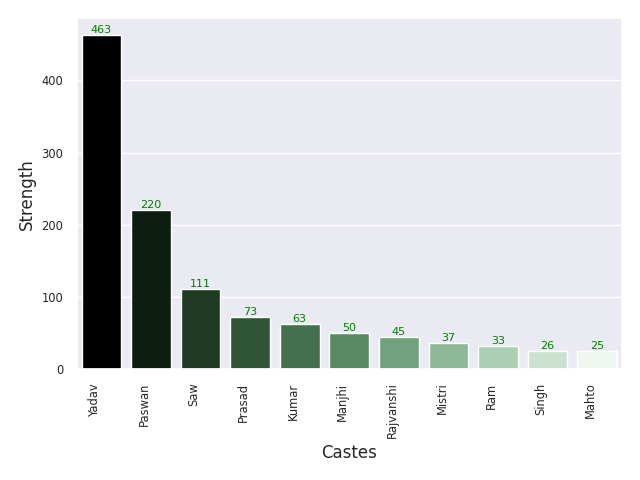 463
400
Strength
300
220
200
111
100
73
63
50
45
37
33
26
25
0
Yadav
Paswan
Saw
Prasad
Kumar
Manjhi
Rajvanshi
Mistri
Ram
Singh
Mahto
Castes